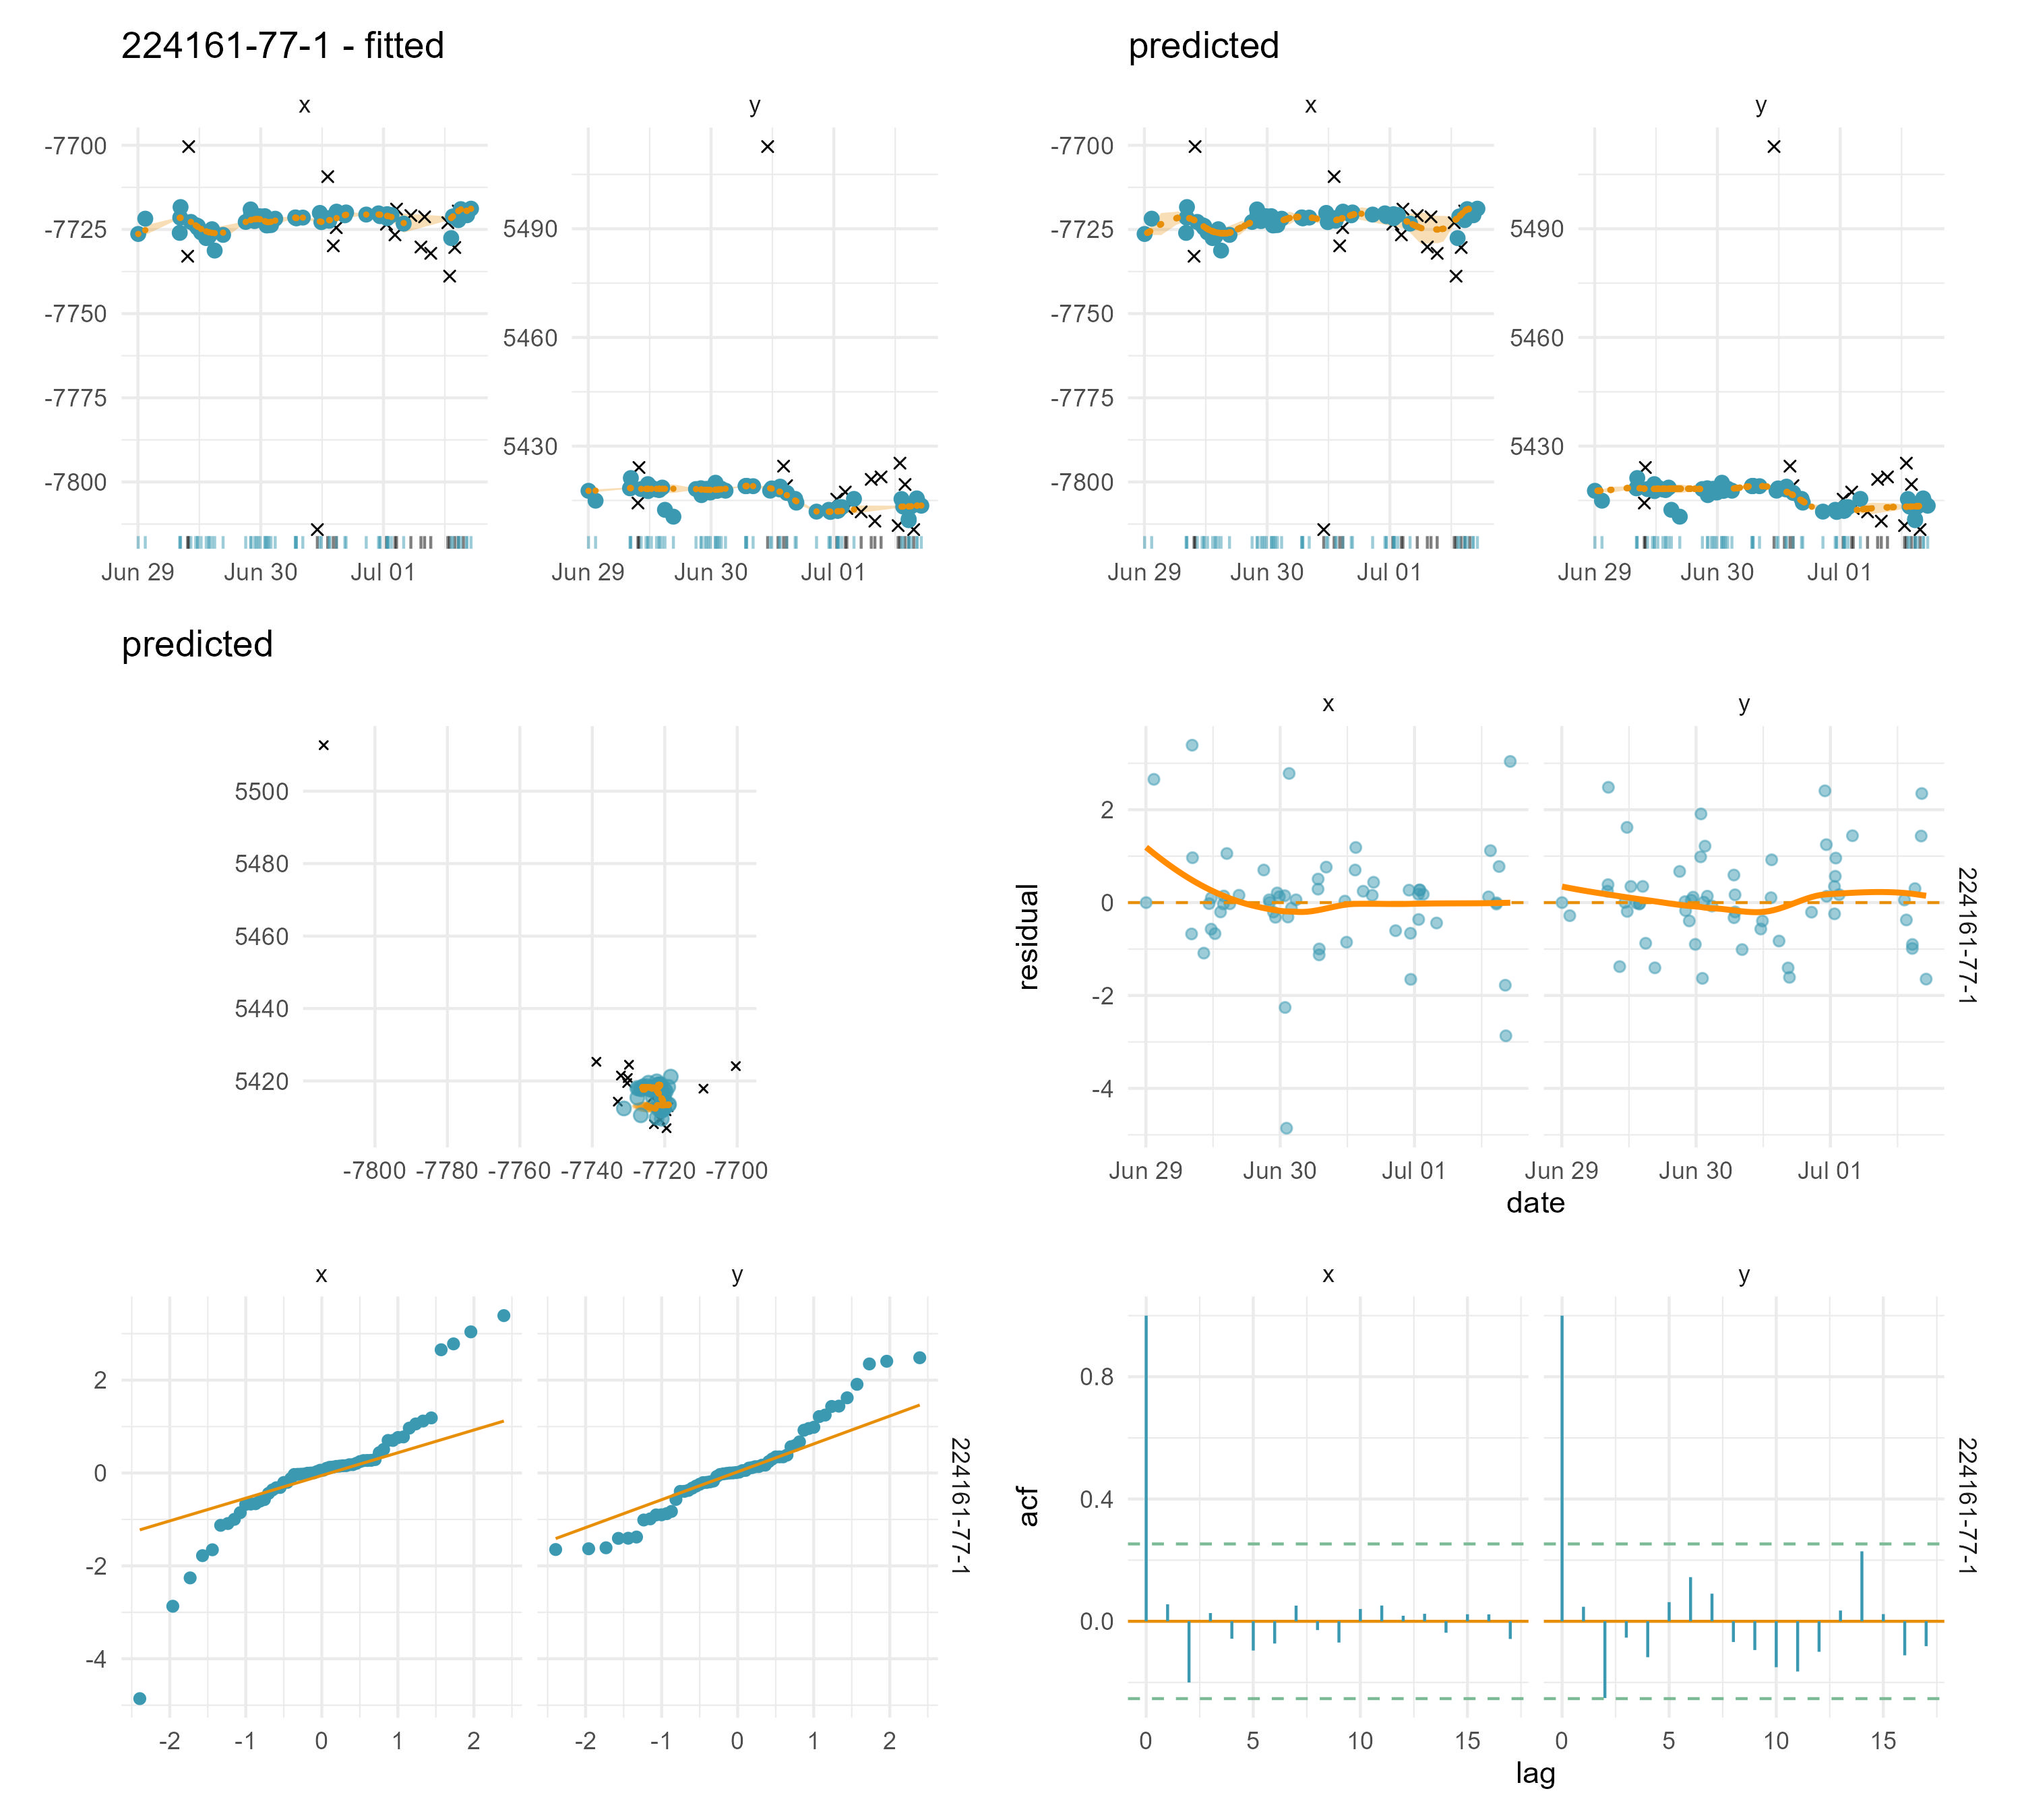 224161-77-1 - fitted
predicted
x
y
x
y
-7700
-7725
-7750
-7775
-7800
5490
5460
5430
-7700
-7725
-7750
-7775
-7800
5490
5460
5430
Jun 29 Jun 30 Jul 01
Jun 29 Jun 30 Jul 01
Jun 29 Jun 30 Jul 01
Jun 29 Jun 30 Jul 01
predicted
5500
5480
5460
5440
5420
-7800 -7780 -7760 -7740 -7720 -7700
x
y
residual
2
0
-2
-4
224161-77-1
Jun 29 Jun 30 Jul 01
Jun 29 Jun 30 Jul 01
date
x
y
2
0
-2
-4
224161-77-1
-2 -1 0 1 2
-2 -1 0 1 2
x
y
acf
0.8
0.4
0.0
224161-77-1
0 5 10 15
0 5 10 15
lag